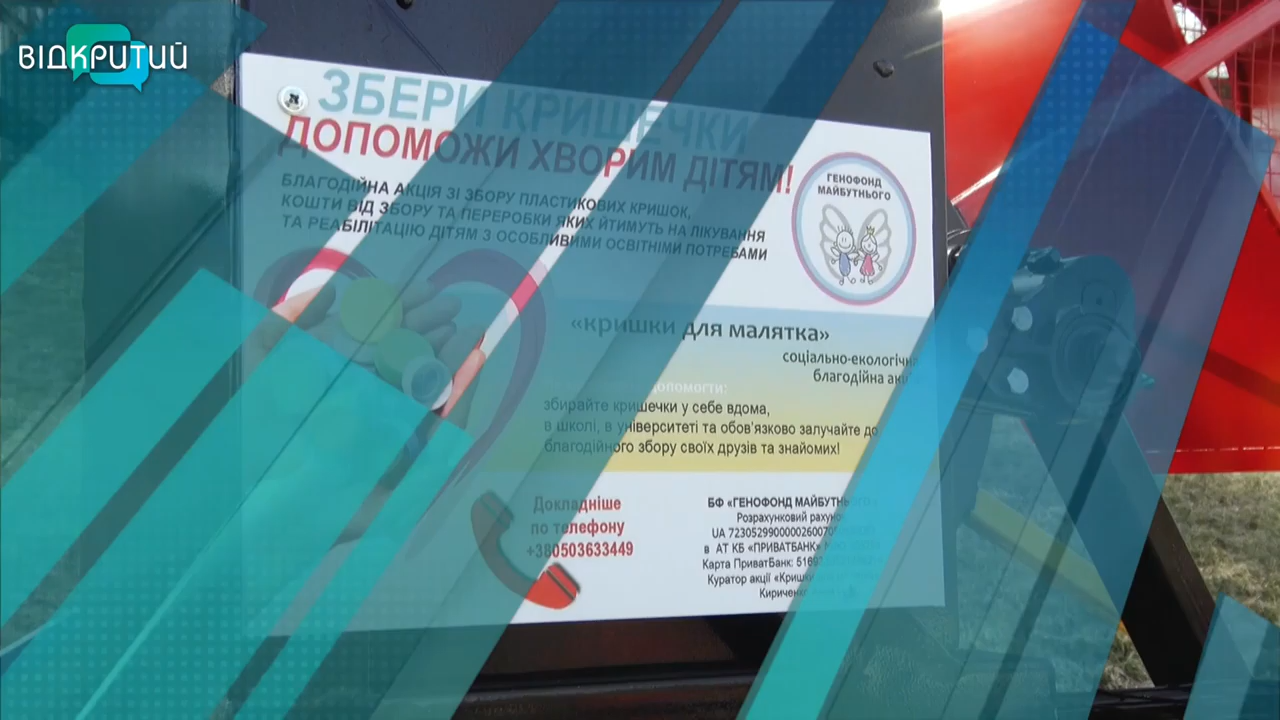 ВІДКРИТИЙ
ЗБЕРИ КРИШЕЧКИ
ДОПОМОЖИ ХВОРИМ ДІТЯМ!
БЛАГОДІЙНА АКЦІЯ ЗІ ЗБОРУ ПЛАСТИКОВИХ КРИШОК,
КОШТИ ВІД ЗБОРУ ТА ПЕРЕРОБКИ ЯКИХ ЙТИМУТЬ НА ЛІКУВАННЯ
ТА РЕАБІЛІТАЦІЮ ДІТЯМ З ОСОБЛИВИМИ ОСВІТНІМИ ПОТРЕБАМИ
ГЕНОФОНД
МАЙБУТНЬОГО
«кришки для малятка»
соціально-екологічна
благодійна
допомогти:
збирайте кришечки у себе вдома,
в школі, в університеті та обов'язково залучайте до
благодійного збору своїх друзів та знайомих!
Докладніше
по телефону
+380503633449
БФ «ГЕНОФОНД МАЙБУТНЬОГО»
Розрахунковий
UA
в АТ КБ «ПРИВАТБАНК»
Карта ПриватБанк:
Куратор акції «Кришки